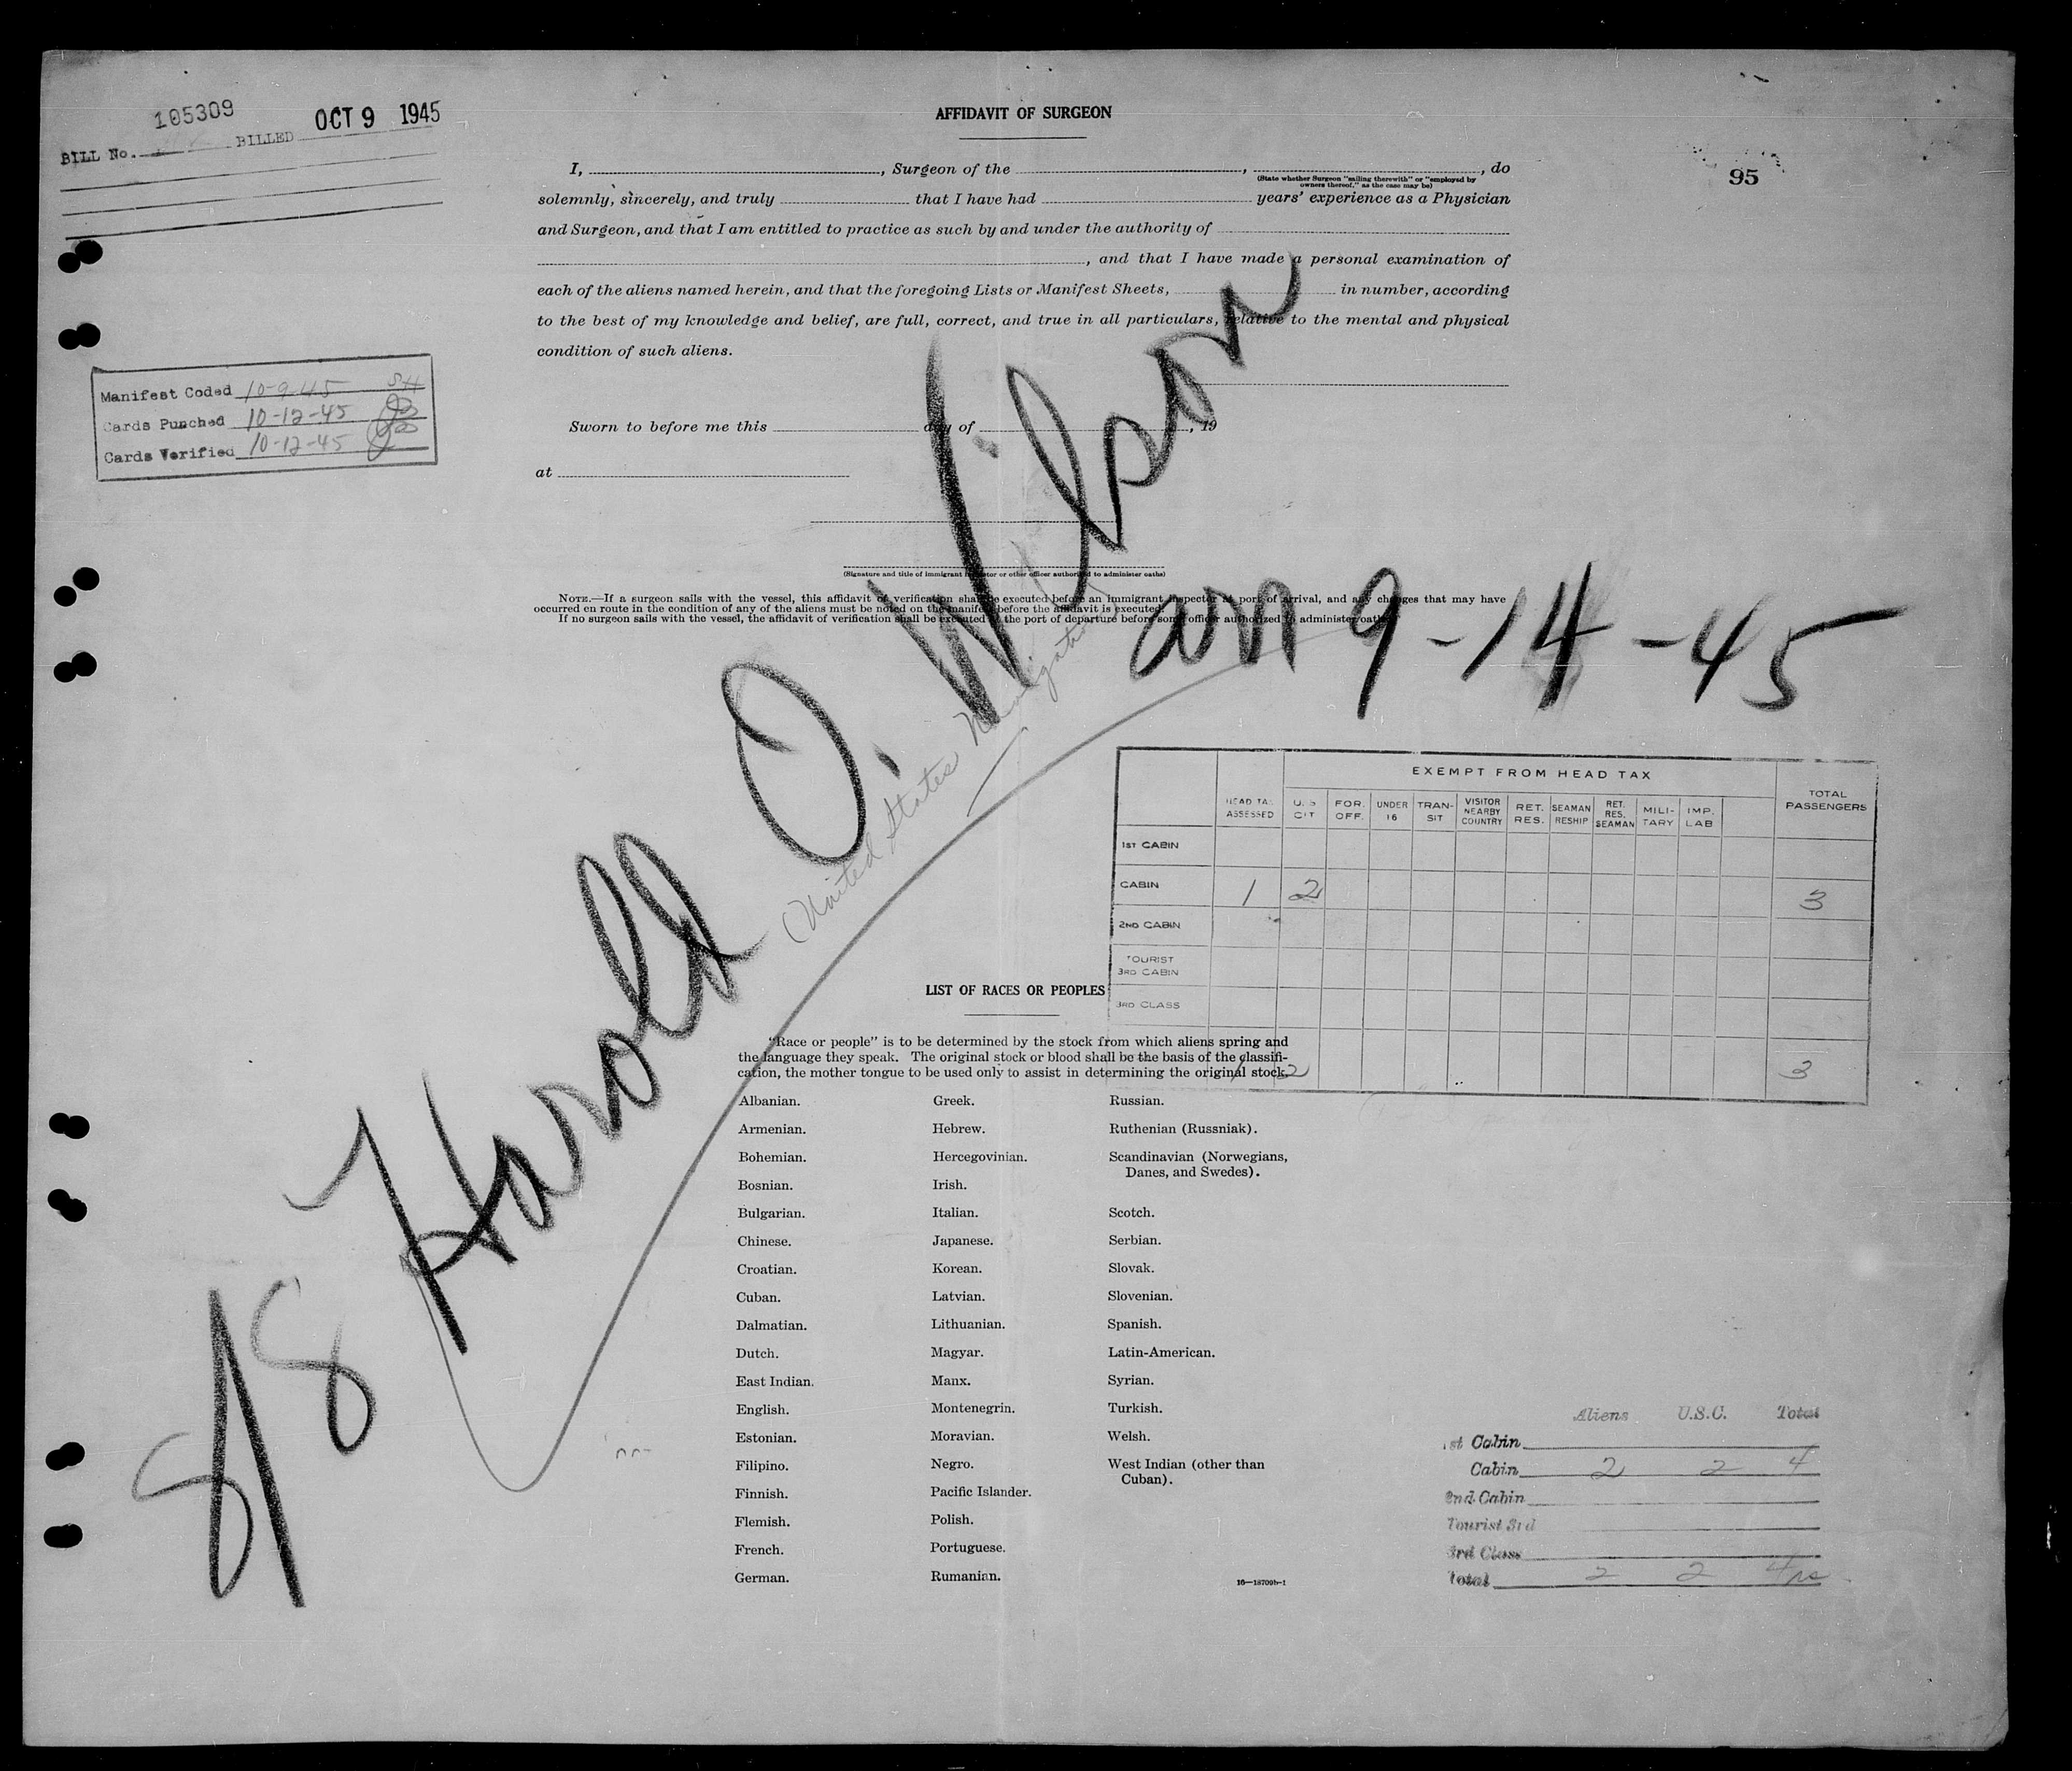 105309
BILL No. BILLED OCT 9 1945
AFFIDAVIT OF SURGEON
95
I, , Surgeon of the , , do
(State whether Surgeon "sailing therewith" or "employed by
owners thereof," as the case may be)
solemnly, sincerely, and truly that I have had years' experience as a Physician
and Surgeon, and that I am entitled to practice as such by and under the authority of
, and that I have made a personal examination of
each of the aliens named herein, and that the foregoing Lists or Manifest Sheets, in number, according
to the best of my knowledge and belief, are full, correct, and true in all particulars, relative to the mental and physical
condition of such aliens.
Manifest Coded 10-9-45 SH
Cards Punched 10-12-45
Cards Verified 10-12-45
Sworn to before me this day of , 19
at
(Signature and title of immigrant inspector or other officer authorized to administer oaths)
NOTE.—If a surgeon sails with the vessel, this affidavit of verification shall be executed before an immigrant inspector at port of arrival, and any changes that may have
occurred en route in the condition of any of the aliens must be noted on the manifest before the affidavit is executed.
If no surgeon sails with the vessel, the affidavit of verification shall be executed at the port of departure before some officer authorized to administer oaths.
S/S Harold O. Wilson
arr 9-14-45
(United States Navigation
EXEMPT FROM HEAD TAX
HEAD TAX ASSESSED U.S. CIT FOR. OFF. UNDER 16 TRAN-SIT VISITOR NEARBY COUNTRY RET. RES. SEAMAN RESHIP RET. RES. SEAMAN MILI-TARY IMP. LAB TOTAL PASSENGERS
1ST CABIN
CABIN 1 2 3
2ND CABIN
TOURIST 3RD CABIN
3RD CLASS
1 2 3
LIST OF RACES OR PEOPLES
"Race or people" is to be determined by the stock from which aliens spring and
the language they speak. The original stock or blood shall be the basis of the classifi-
cation, the mother tongue to be used only to assist in determining the original stock.
Albanian.
Armenian.
Bohemian.
Bosnian.
Bulgarian.
Chinese.
Croatian.
Cuban.
Dalmatian.
Dutch.
East Indian.
English.
Estonian.
Filipino.
Finnish.
Flemish.
French.
German.
Greek.
Hebrew.
Hercegovinian.
Irish.
Italian.
Japanese.
Korean.
Latvian.
Lithuanian.
Magyar.
Manx.
Montenegrin.
Moravian.
Negro.
Pacific Islander.
Polish.
Portuguese.
Rumanian.
Russian.
Ruthenian (Russniak).
Scandinavian (Norwegians,
Danes, and Swedes).
Scotch.
Serbian.
Slovak.
Slovenian.
Spanish.
Latin-American.
Syrian.
Turkish.
Welsh.
West Indian (other than
Cuban).
16—18709b-1
Aliens U.S.C. Total
1st Cabin
Cabin 2 2 4
2nd Cabin
Tourist 3rd
3rd Class
Total 2 2 4